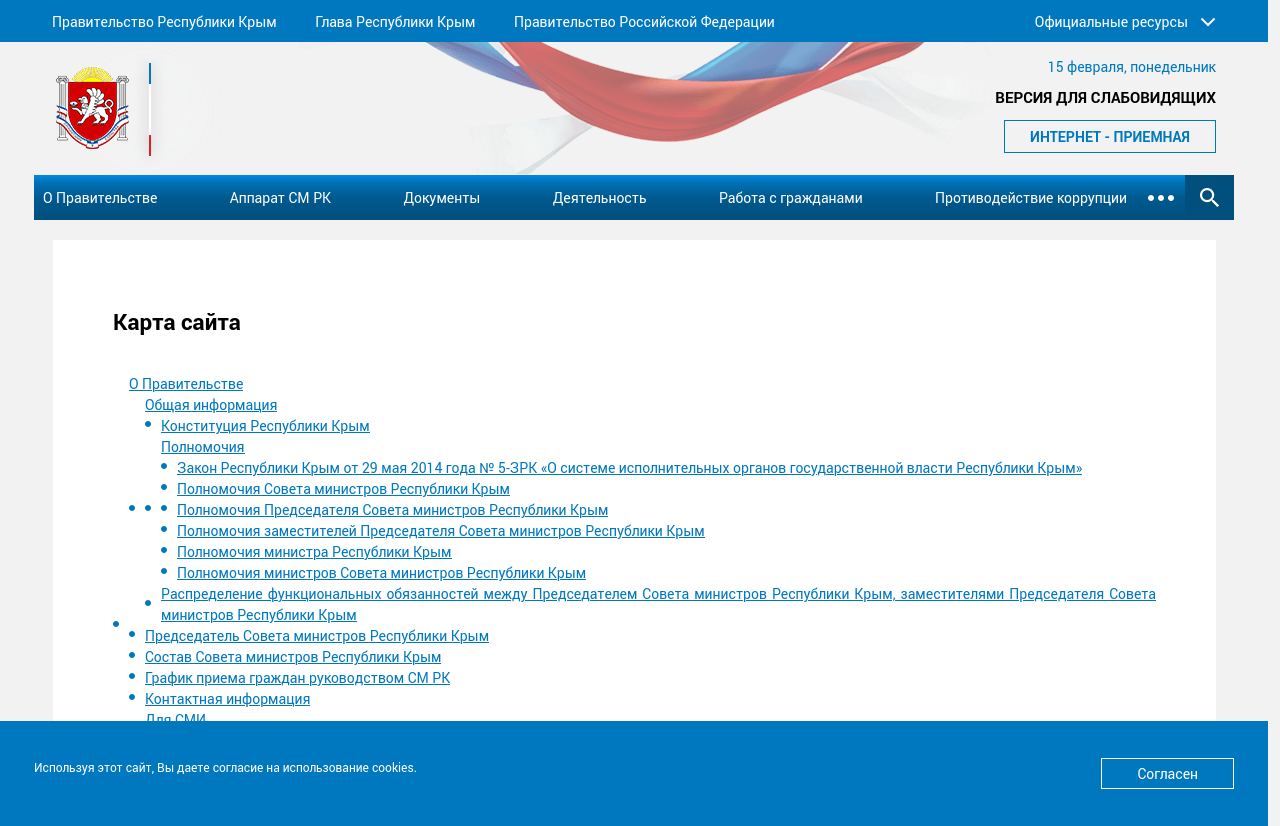 Правительство Республики Крым Глава Республики Крым Правительство Российской Федерации Официальные ресурсы
15 февраля, понедельник
ВЕРСИЯ ДЛЯ СЛАБОВИДЯЩИХ
ИНТЕРНЕТ - ПРИЕМНАЯ
О Правительстве Аппарат СМ РК Документы Деятельность Работа с гражданами Противодействие коррупции
Карта сайта
О Правительстве
Общая информация
Конституция Республики Крым
Полномочия
Закон Республики Крым от 29 мая 2014 года № 5-ЗРК «О системе исполнительных органов государственной власти Республики Крым»
Полномочия Совета министров Республики Крым
Полномочия Председателя Совета министров Республики Крым
Полномочия заместителей Председателя Совета министров Республики Крым
Полномочия министра Республики Крым
Полномочия министров Совета министров Республики Крым
Распределение функциональных обязанностей между Председателем Совета министров Республики Крым, заместителями Председателя Совета
министров Республики Крым
Председатель Совета министров Республики Крым
Состав Совета министров Республики Крым
График приема граждан руководством СМ РК
Контактная информация
Для СМИ
Используя этот сайт, Вы даете согласие на использование cookies.
Согласен